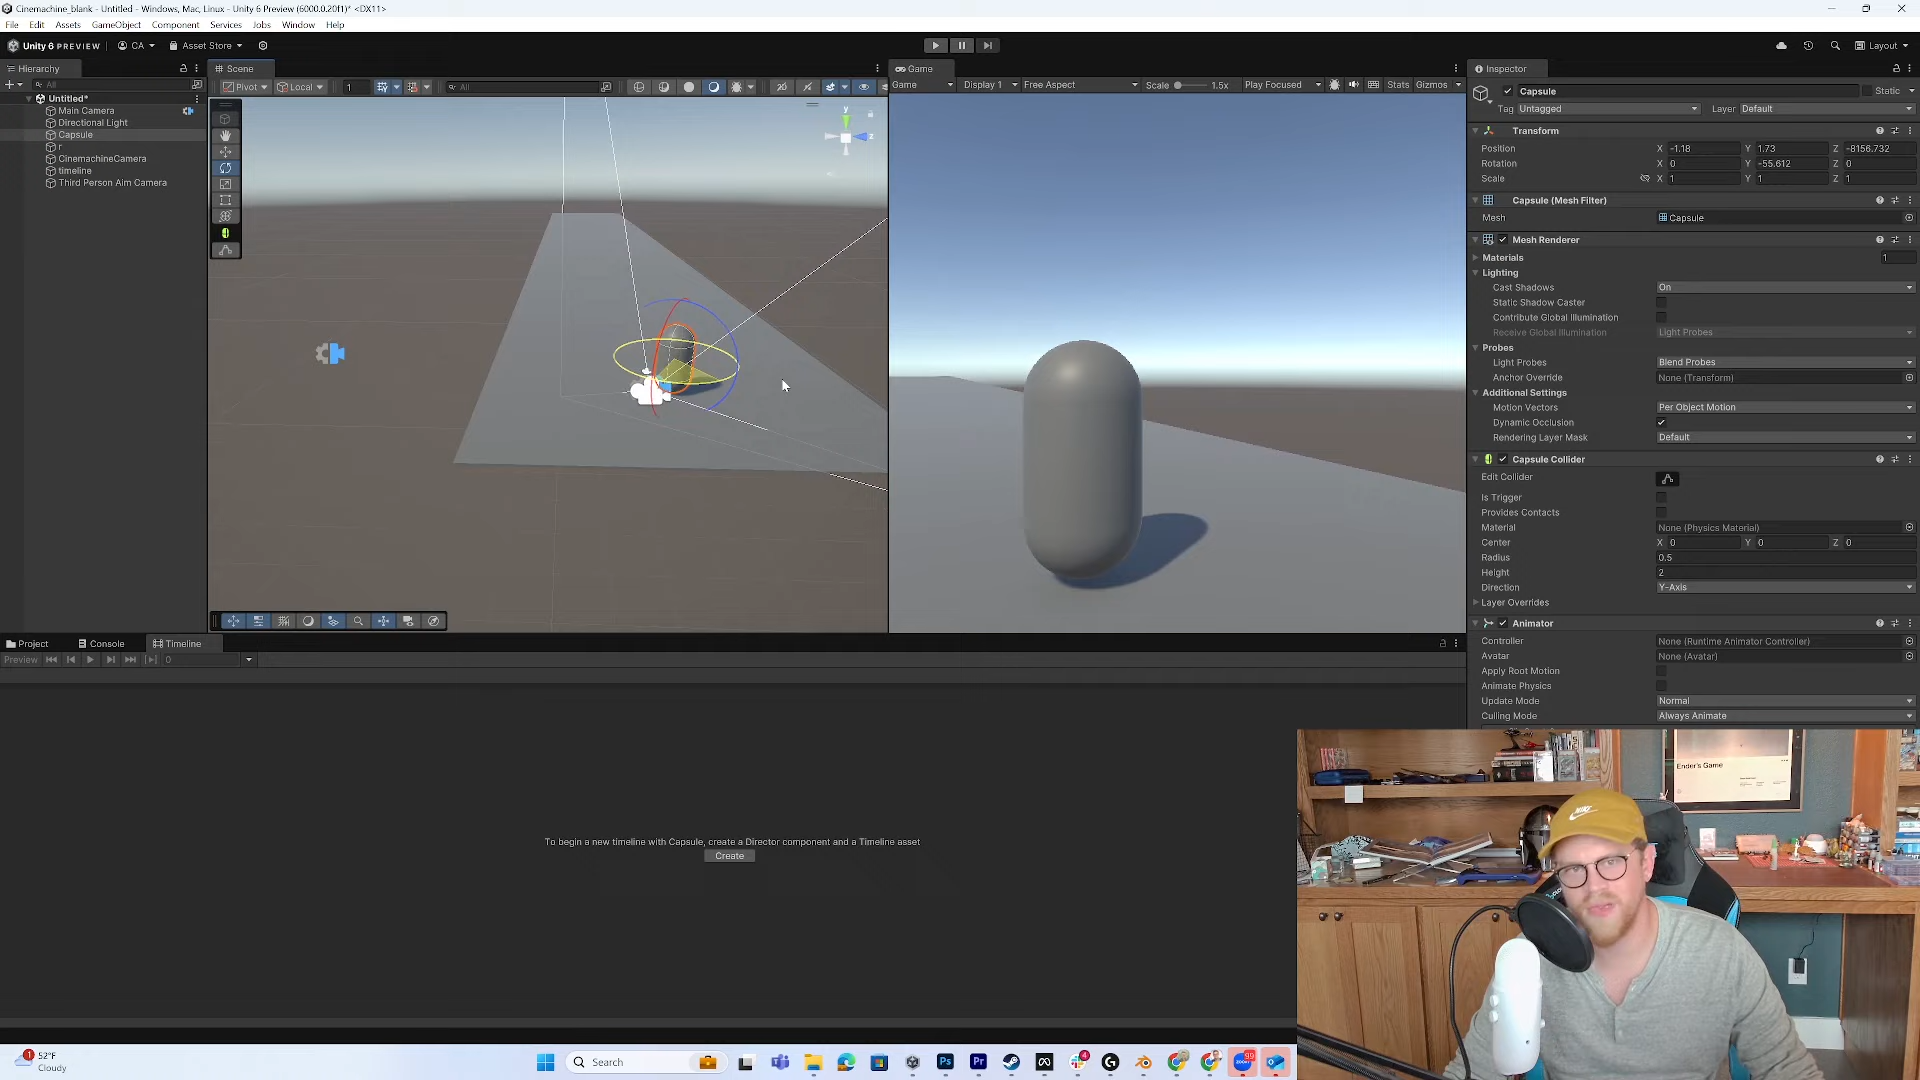 Cinemachine_blank - Untitled - Windows, Mac, Linux - Unity 6 Preview (6000.0.20f1)* <DX11>
File Edit Assets GameObject Component Services Jobs Window Help
Unity 6 PREVIEW CA Asset Store Layout
Hierarchy
All
Untitled*
Main Camera
Directional Light
Capsule
r
CinemachineCamera
timeline
Third Person Aim Camera
Scene
Pivot Local 1 All
y
z
Game
Game Display 1 Free Aspect Scale 1.5x Play Focused Stats Gizmos
Inspector
Capsule Static
Tag Untagged Layer Default
Transform
Position X -1.18 Y 1.73 Z -8156.732
Rotation X 0 Y -55.612 Z 0
Scale X 1 Y 1 Z 1
Capsule (Mesh Filter)
Mesh Capsule
Mesh Renderer
Materials 1
Lighting
Cast Shadows On
Static Shadow Caster
Contribute Global Illumination
Receive Global Illumination Light Probes
Probes
Light Probes Blend Probes
Anchor Override None (Transform)
Additional Settings
Motion Vectors Per Object Motion
Dynamic Occlusion
Rendering Layer Mask Default
Capsule Collider
Edit Collider
Is Trigger
Provides Contacts
Material None (Physics Material)
Center X 0 Y 0 Z 0
Radius 0.5
Height 2
Direction Y-Axis
Layer Overrides
Animator
Controller None (Runtime Animator Controller)
Avatar None (Avatar)
Apply Root Motion
Animate Physics
Update Mode Normal
Culling Mode Always Animate
Project Console Timeline
Preview 0
To begin a new timeline with Capsule, create a Director component and a Timeline asset
Create
Ender's Game
1
52°F
Cloudy
Search
Ps
Pr
4
99